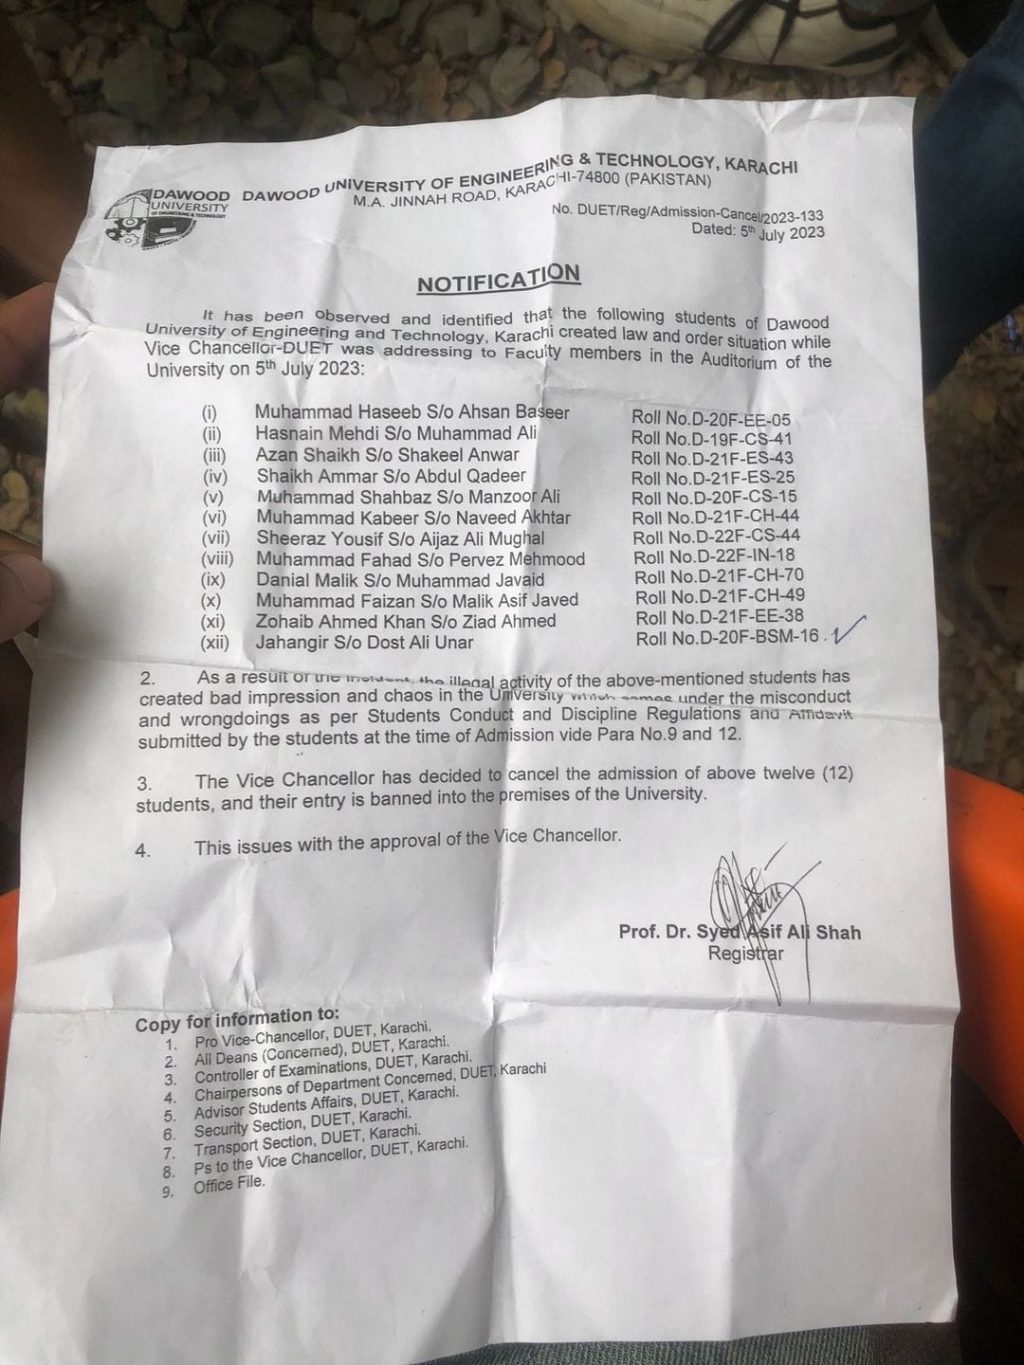 DAWOOD
UNIVERSITY
OF ENGINEERING & TECHNOLOGY
DAWOOD UNIVERSITY OF ENGINEERING & TECHNOLOGY, KARACHI
M.A. JINNAH ROAD, KARACHI-74800 (PAKISTAN)
No. DUET/Reg/Admission-Cancel/2023-133
Dated: 5th July 2023
NOTIFICATION
It has been observed and identified that the following students of Dawood
University of Engineering and Technology, Karachi created law and order situation while
Vice Chancellor-DUET was addressing to Faculty members in the Auditorium of the
University on 5th July 2023:
(i) Muhammad Haseeb S/o Ahsan Baseer Roll No.D-20F-EE-05
(ii) Hasnain Mehdi S/o Muhammad Ali Roll No.D-19F-CS-41
(iii) Azan Shaikh S/o Shakeel Anwar Roll No.D-21F-ES-43
(iv) Shaikh Ammar S/o Abdul Qadeer Roll No.D-21F-ES-25
(v) Muhammad Shahbaz S/o Manzoor Ali Roll No.D-20F-CS-15
(vi) Muhammad Kabeer S/o Naveed Akhtar Roll No.D-21F-CH-44
(vii) Sheeraz Yousif S/o Aijaz Ali Mughal Roll No.D-22F-CS-44
(viii) Muhammad Fahad S/o Pervez Mehmood Roll No.D-22F-IN-18
(ix) Danial Malik S/o Muhammad Javaid Roll No.D-21F-CH-70
(x) Muhammad Faizan S/o Malik Asif Javed Roll No.D-21F-CH-49
(xi) Zohaib Ahmed Khan S/o Ziad Ahmed Roll No.D-21F-EE-38
(xii) Jahangir S/o Dost Ali Unar Roll No.D-20F-BSM-16.
2. As a result of the incident, the illegal activity of the above-mentioned students has
created bad impression and chaos in the University which comes under the misconduct
and wrongdoings as per Students Conduct and Discipline Regulations and Affidavit
submitted by the students at the time of Admission vide Para No.9 and 12.
3. The Vice Chancellor has decided to cancel the admission of above twelve (12)
students, and their entry is banned into the premises of the University.
4. This issues with the approval of the Vice Chancellor.
Prof. Dr. Syed Asif Ali Shah
Registrar
Copy for information to:
1. Pro Vice-Chancellor, DUET, Karachi.
2. All Deans (Concerned), DUET, Karachi.
3. Controller of Examinations, DUET, Karachi.
4. Chairpersons of Department Concerned, DUET, Karachi
5. Advisor Students Affairs, DUET, Karachi.
6. Security Section, DUET, Karachi.
7. Transport Section, DUET, Karachi.
8. Ps to the Vice Chancellor, DUET, Karachi.
9. Office File.